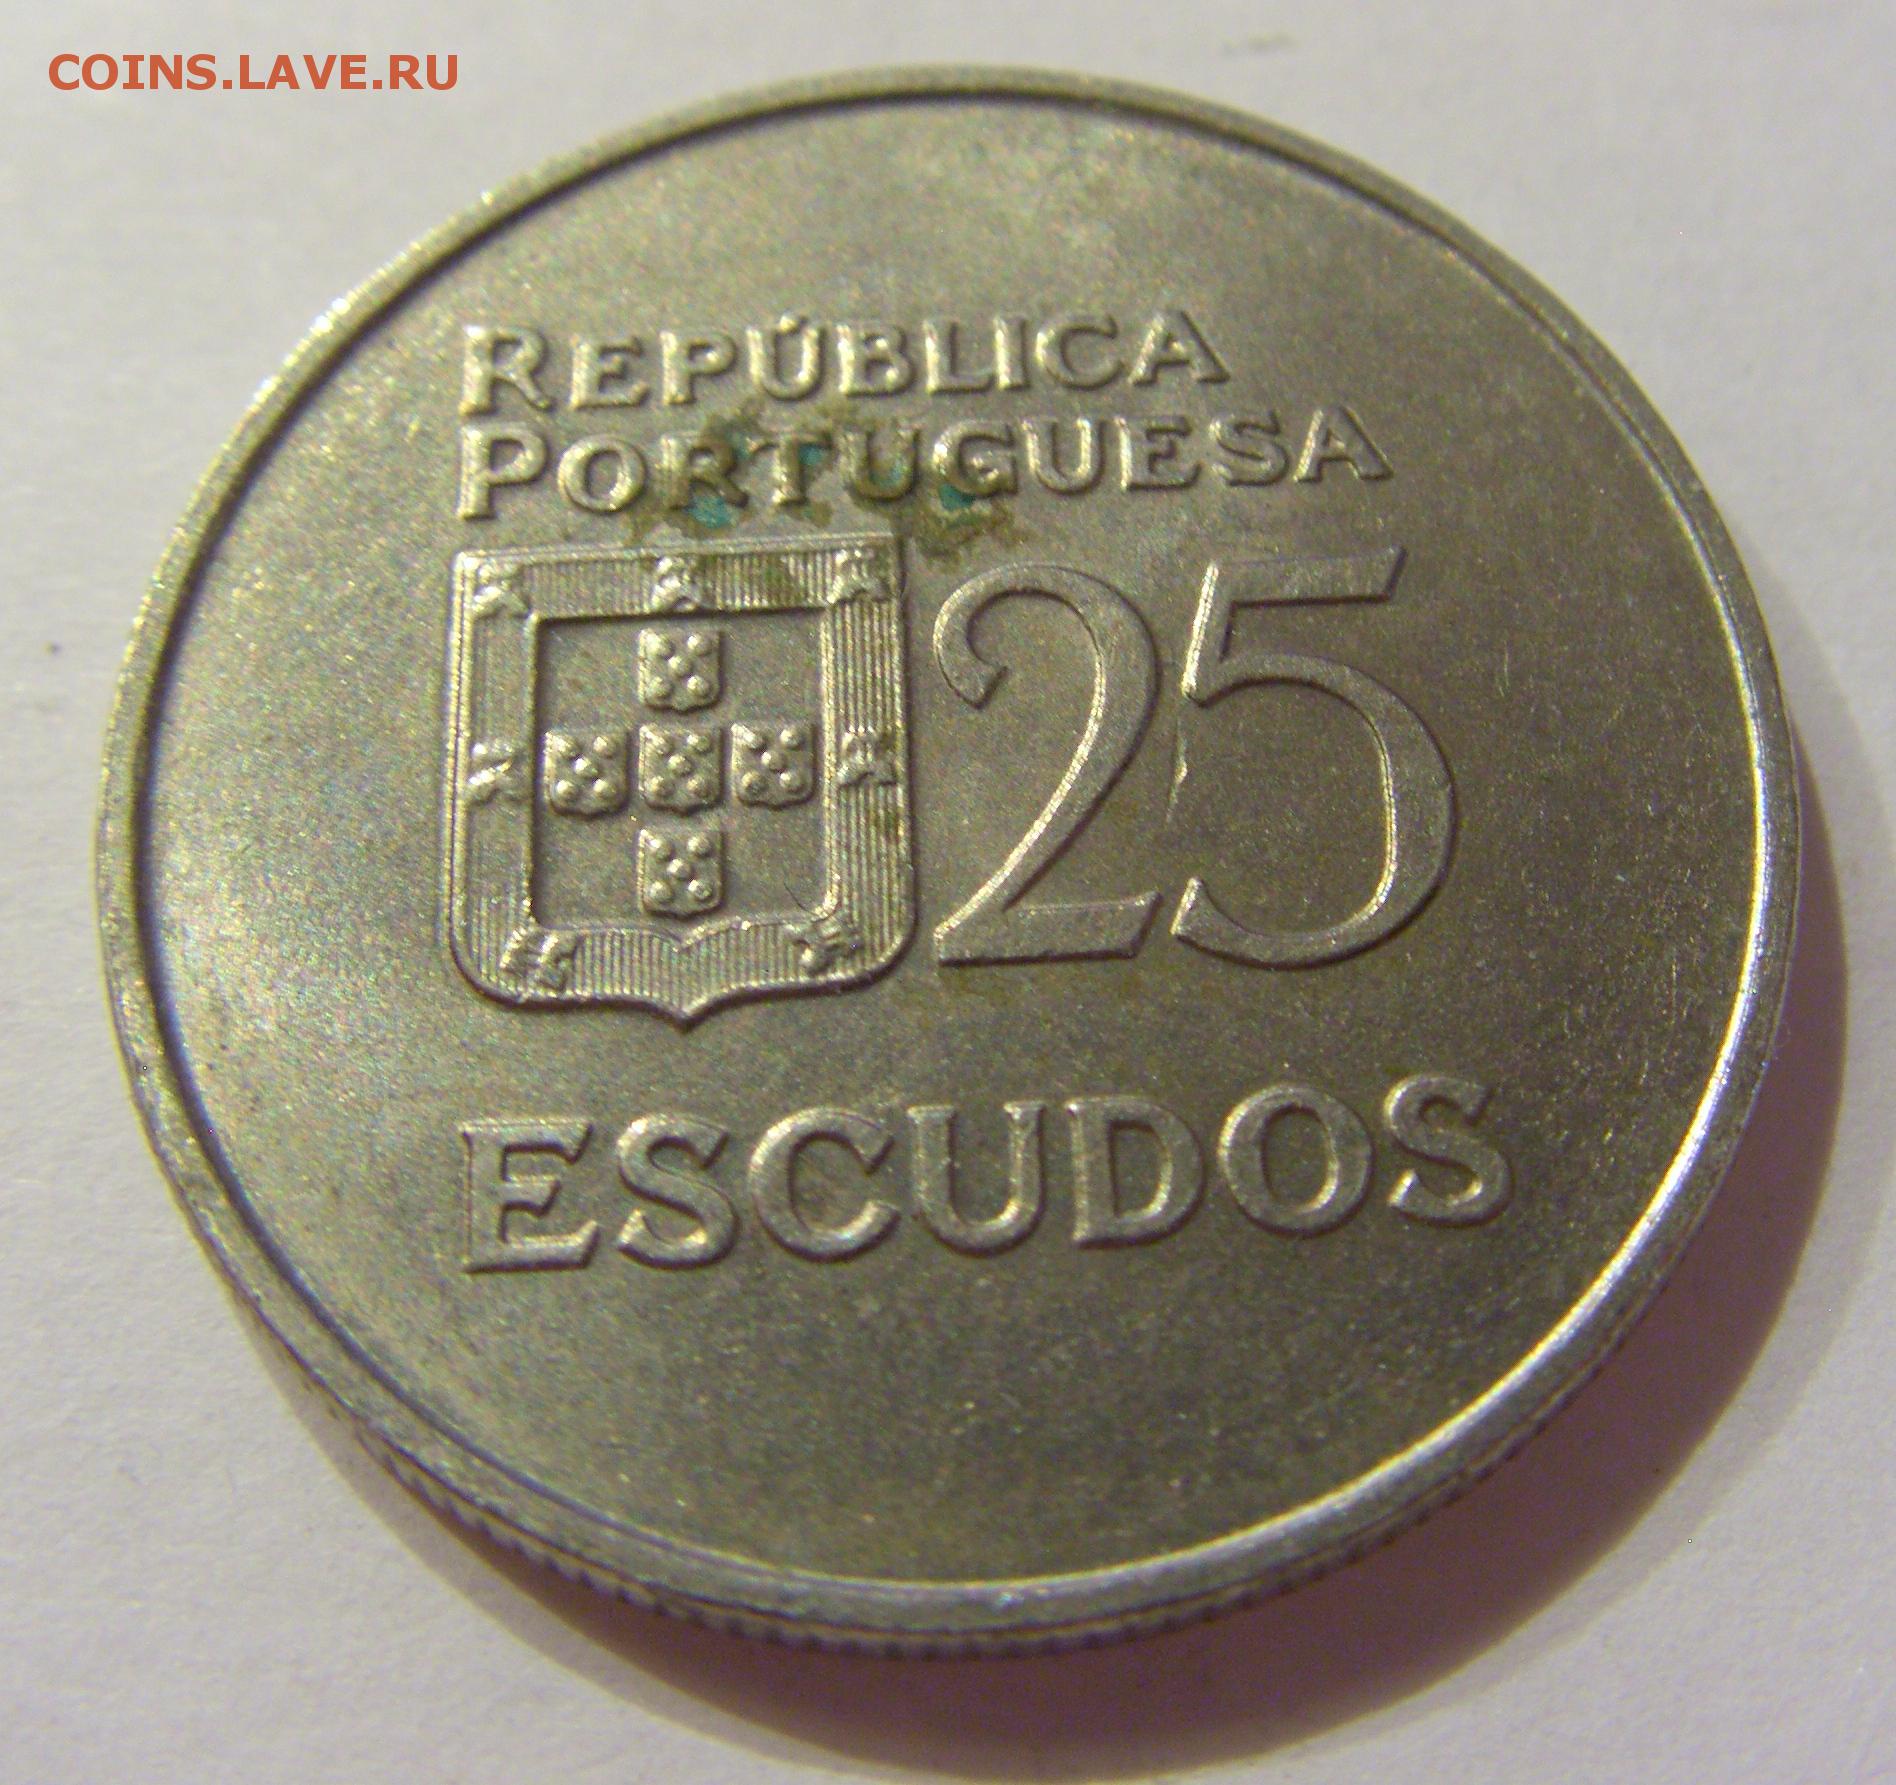 COINS.LAVE.RU
REPÚBLICA
PORTUGUESA
25
ESCUDOS